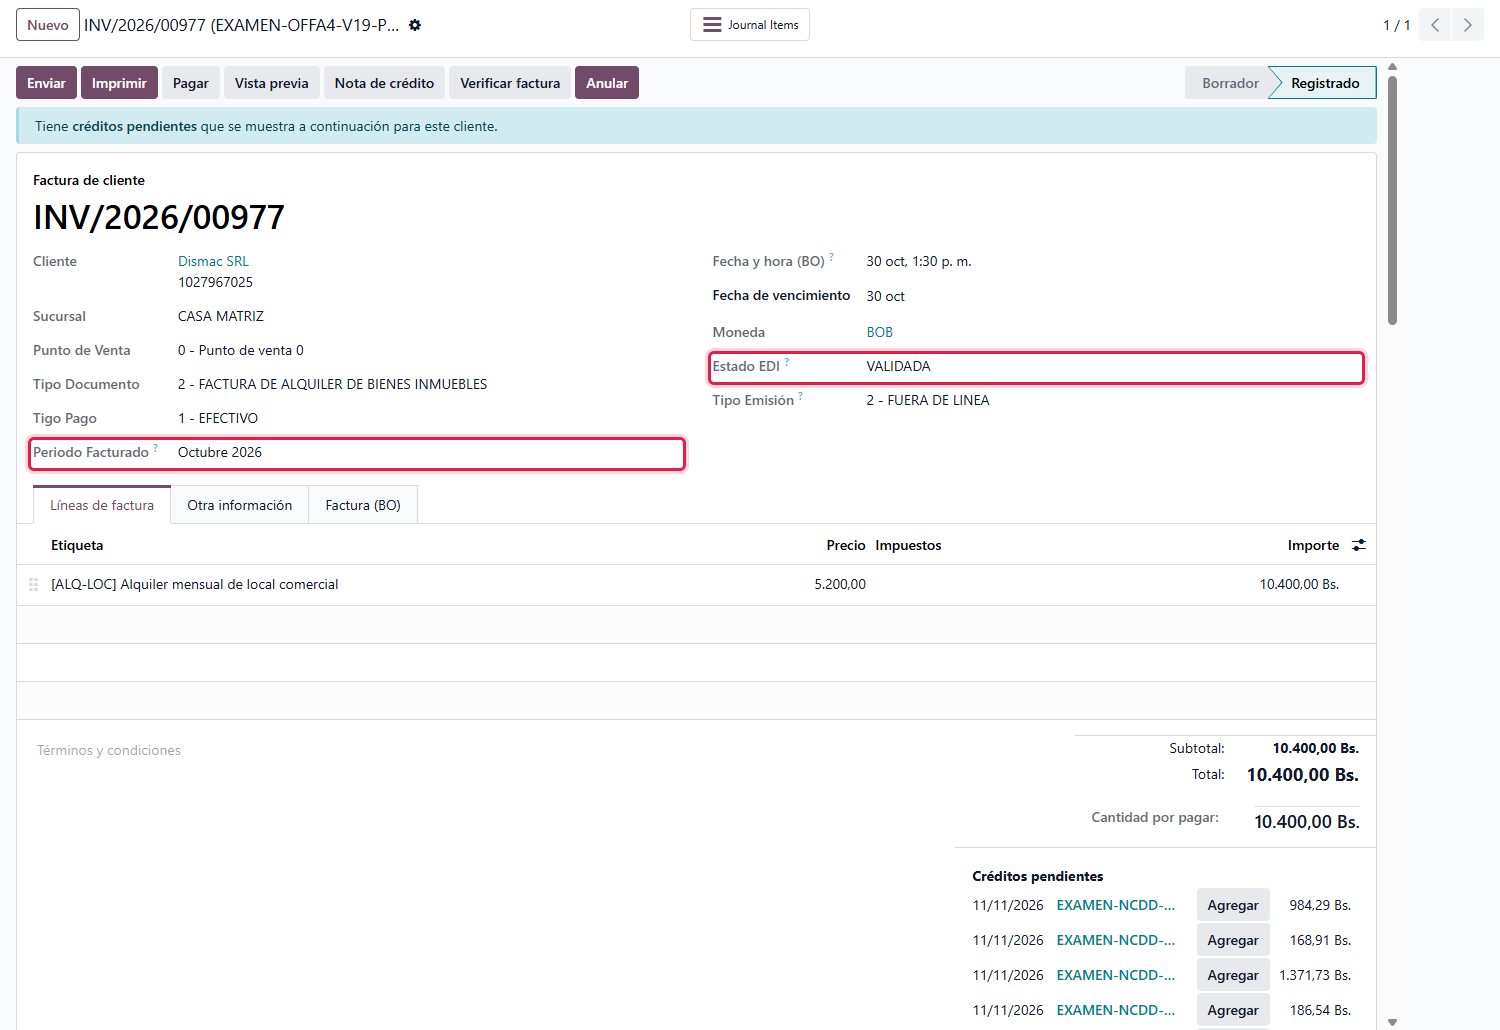 Nuevo INV/2026/00977 (EXAMEN-OFFA4-V19-P... Journal Items 1 / 1
Enviar Imprimir Pagar Vista previa Nota de crédito Verificar factura Anular Borrador Registrado
Tiene créditos pendientes que se muestra a continuación para este cliente.
Factura de cliente
INV/2026/00977
Cliente Dismac SRL
1027967025
Sucursal CASA MATRIZ
Punto de Venta 0 - Punto de venta 0
Tipo Documento 2 - FACTURA DE ALQUILER DE BIENES INMUEBLES
Tigo Pago 1 - EFECTIVO
Periodo Facturado ? Octubre 2026
Fecha y hora (BO) ? 30 oct, 1:30 p. m.
Fecha de vencimiento 30 oct
Moneda BOB
Estado EDI ? VALIDADA
Tipo Emisión ? 2 - FUERA DE LINEA
Líneas de factura Otra información Factura (BO)
Etiqueta Precio Impuestos Importe
[ALQ-LOC] Alquiler mensual de local comercial 5.200,00 10.400,00 Bs.
Términos y condiciones
Subtotal: 10.400,00 Bs.
Total: 10.400,00 Bs.
Cantidad por pagar: 10.400,00 Bs.
Créditos pendientes
11/11/2026 EXAMEN-NCDD-... Agregar 984,29 Bs.
11/11/2026 EXAMEN-NCDD-... Agregar 168,91 Bs.
11/11/2026 EXAMEN-NCDD-... Agregar 1.371,73 Bs.
11/11/2026 EXAMEN-NCDD-... Agregar 186,54 Bs.